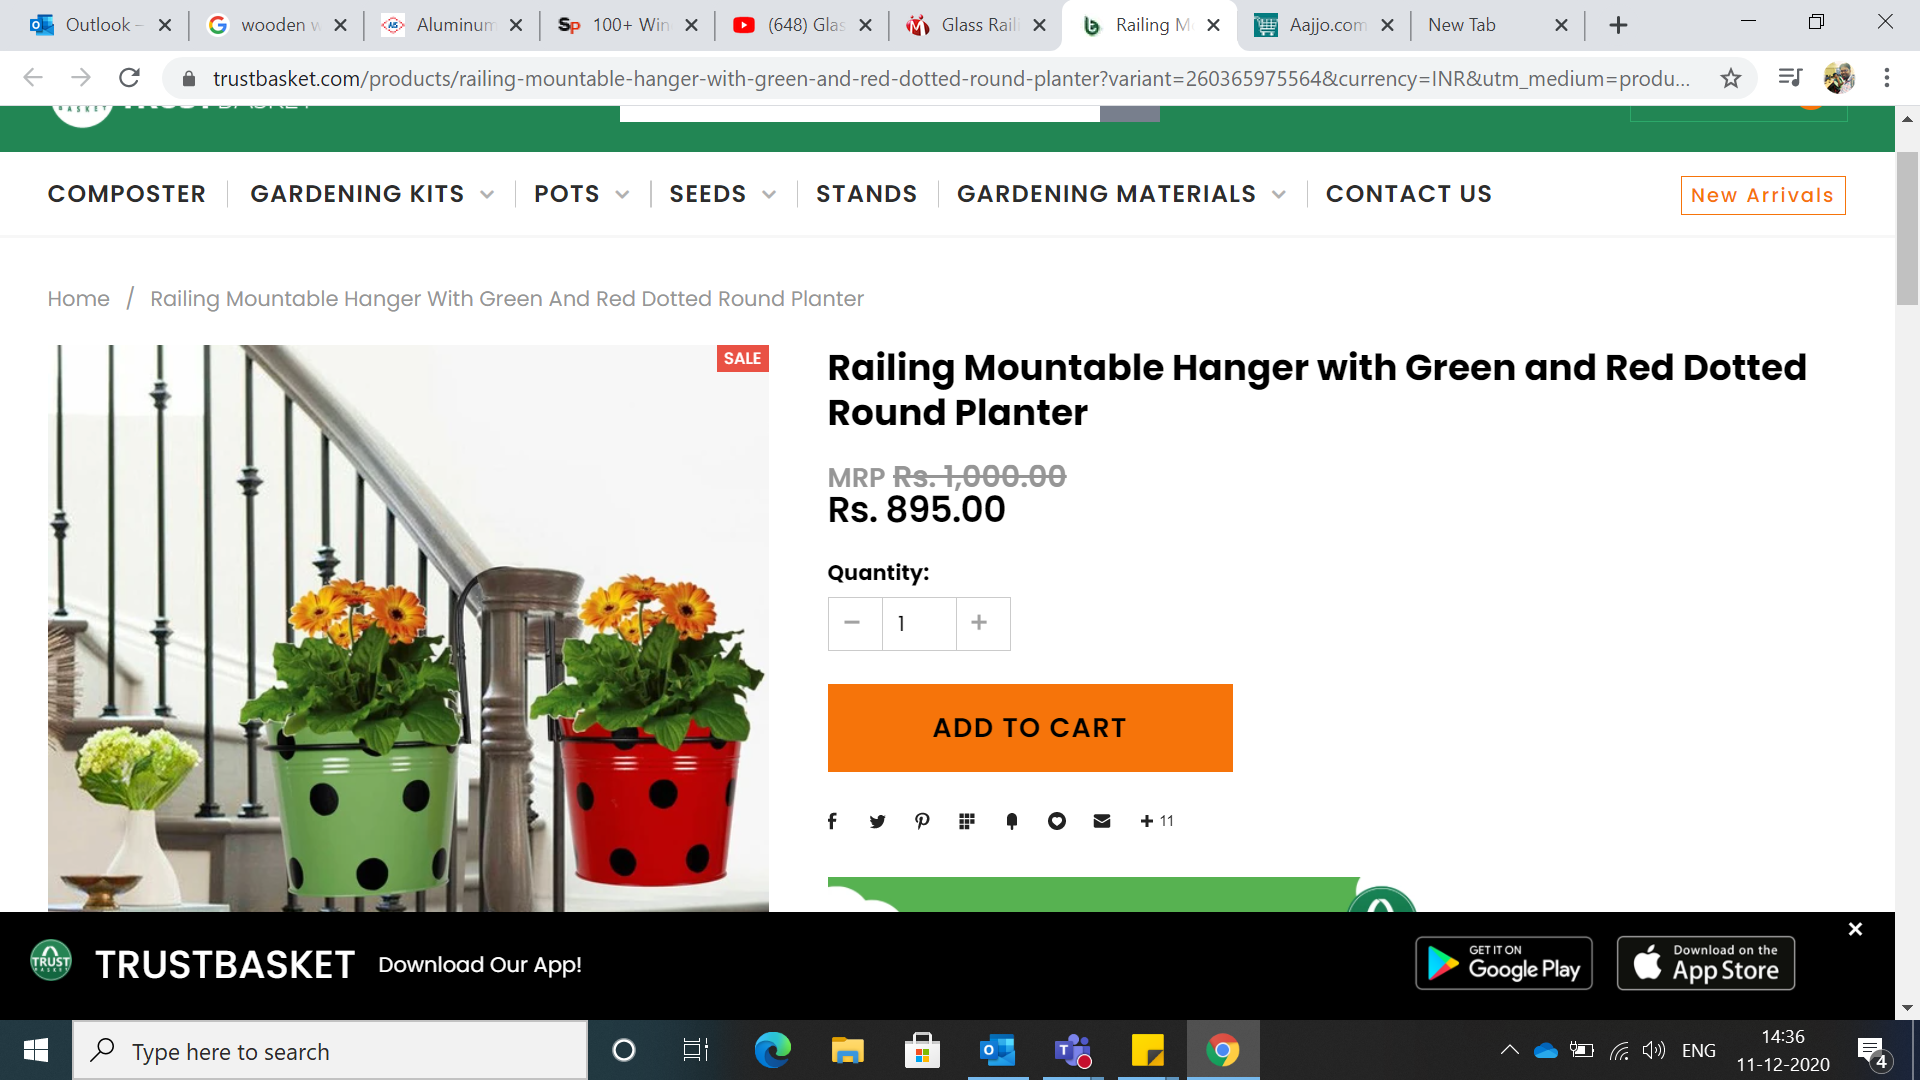 Outlook -
wooden w
Aluminum
100+ Win
(648) Glas
Glass Raili
Railing M
Aajjo.com
New Tab
trustbasket.com/products/railing-mountable-hanger-with-green-and-red-dotted-round-planter?variant=260365975564&currency=INR&utm_medium=produ...
BASKET TRUSTBASKET
COMPOSTER GARDENING KITS POTS SEEDS STANDS GARDENING MATERIALS CONTACT US New Arrivals
Home / Railing Mountable Hanger With Green And Red Dotted Round Planter
SALE
Railing Mountable Hanger with Green and Red Dotted
Round Planter
MRP Rs. 1,000.00
Rs. 895.00
Quantity:
− 1 +
ADD TO CART
+ 11
TRUST
BASKET
TRUSTBASKET Download Our App!
GET IT ON
Google Play
Download on the
App Store
Type here to search
ENG
14:36
11-12-2020
4